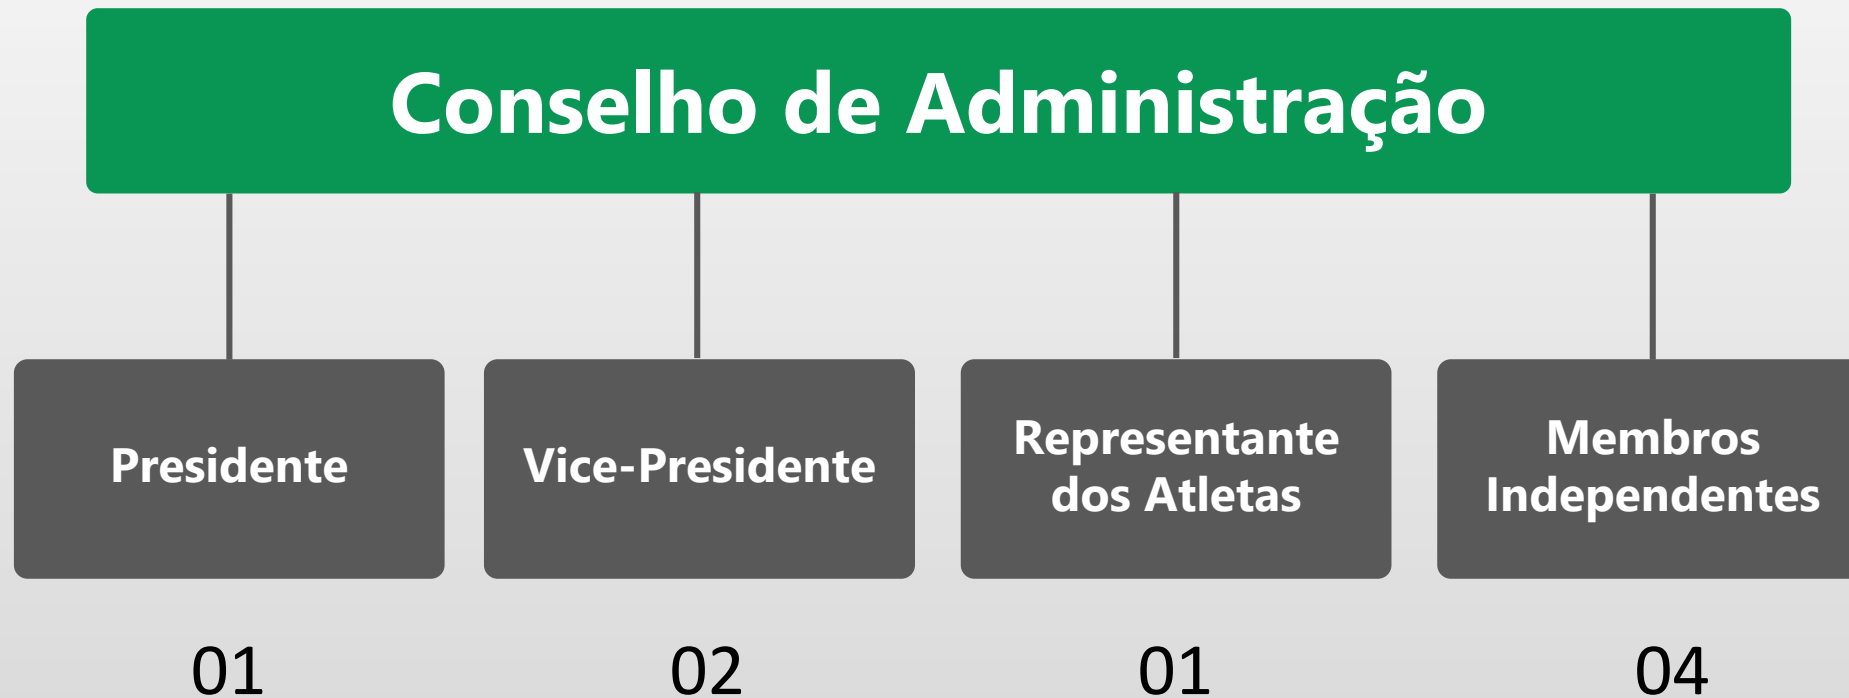 Conselho de Administração
Presidente
Vice-Presidente
Representante
dos Atletas
Membros
Independentes
01
02
01
04